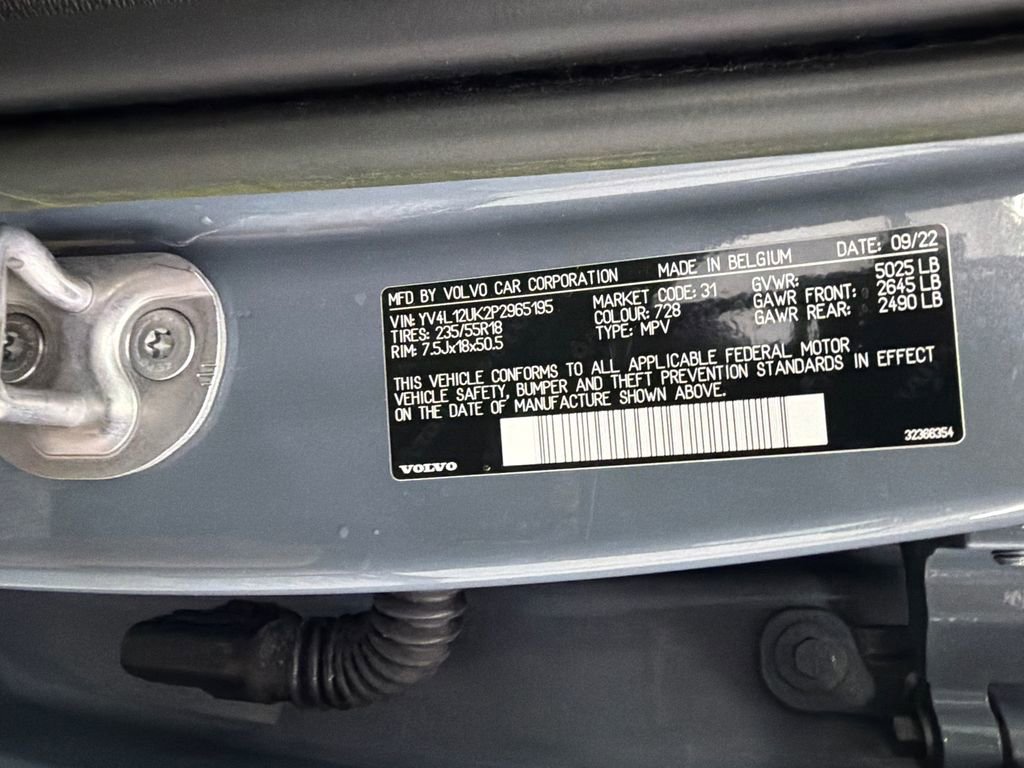 MFD BY VOLVO CAR CORPORATION MADE IN BELGIUM DATE: 09/22
VIN: YV4L12UK2P2965195 MARKET CODE: 31 GVWR: 5025 LB
TIRES: 235/55R18 COLOUR: 728 GAWR FRONT: 2645 LB
RIM: 7.5Jx18x50.5 TYPE: MPV GAWR REAR: 2490 LB
THIS VEHICLE CONFORMS TO ALL APPLICABLE FEDERAL MOTOR
VEHICLE SAFETY, BUMPER AND THEFT PREVENTION STANDARDS IN EFFECT
ON THE DATE OF MANUFACTURE SHOWN ABOVE.
VOLVO 32366354